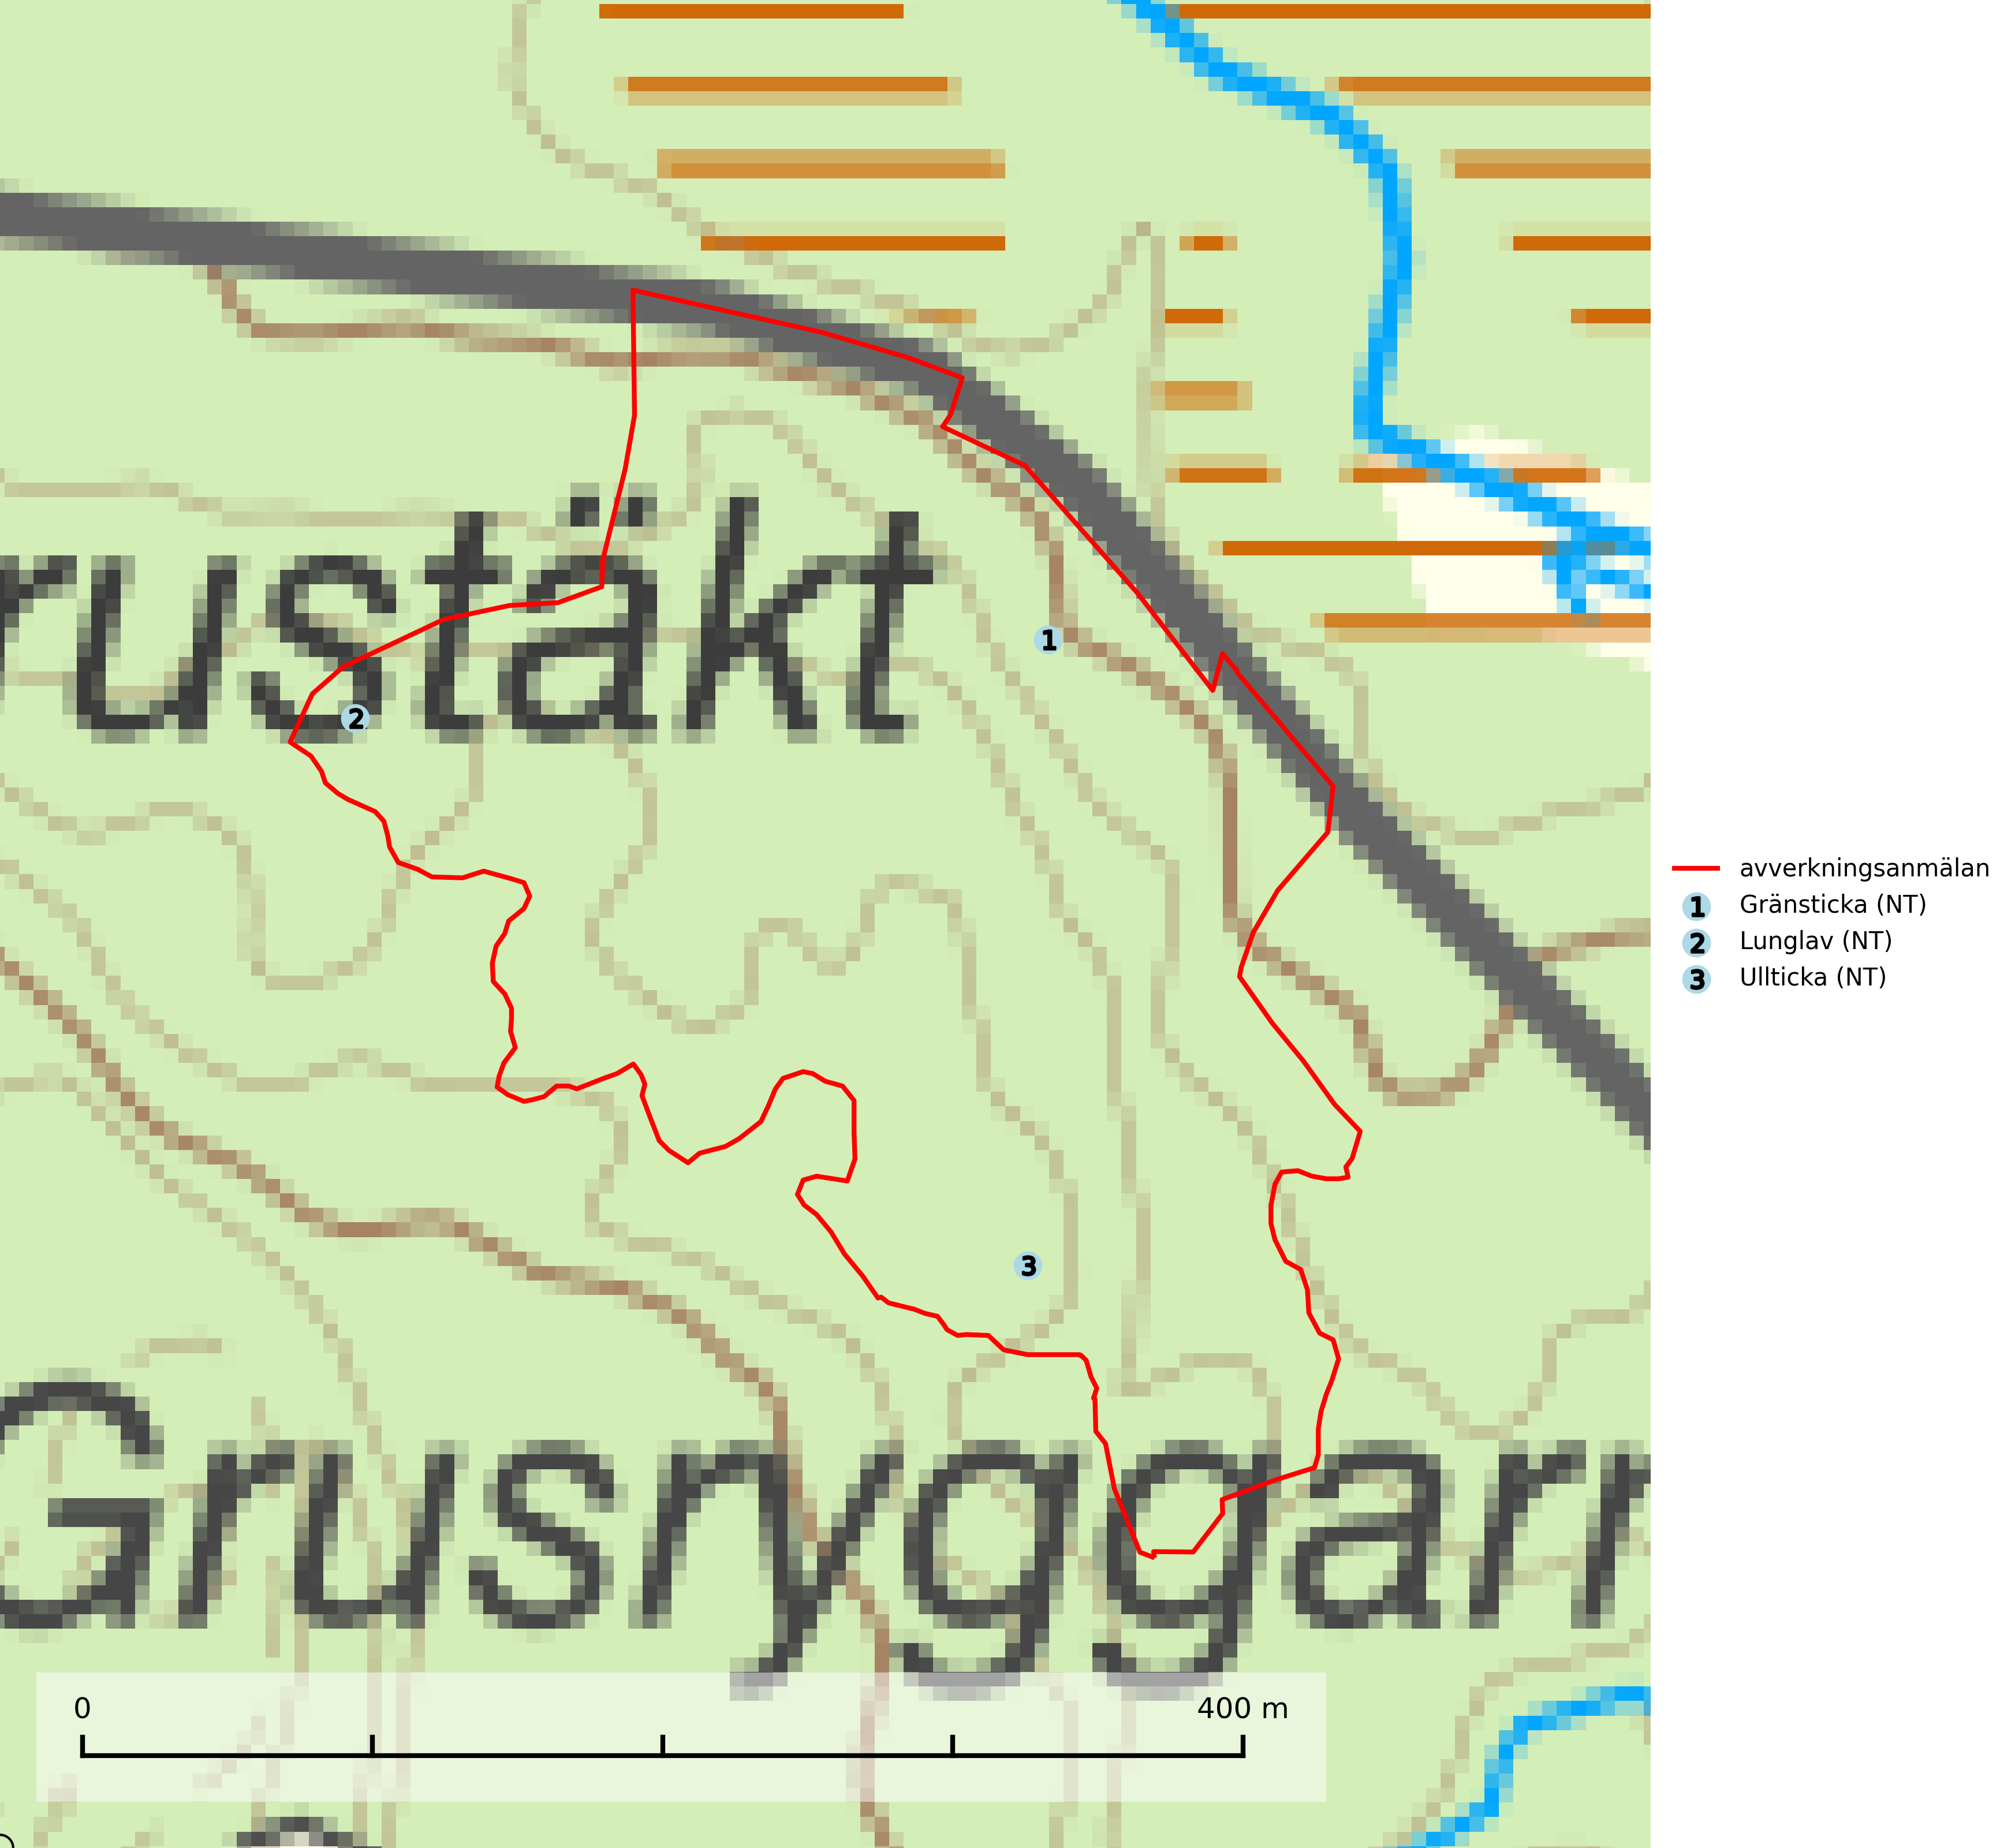 rustäkt
1
2
3
Grusryggarn
0
400 m
avverkningsanmälan
1 Gränsticka (NT)
2 Lunglav (NT)
3 Ullticka (NT)